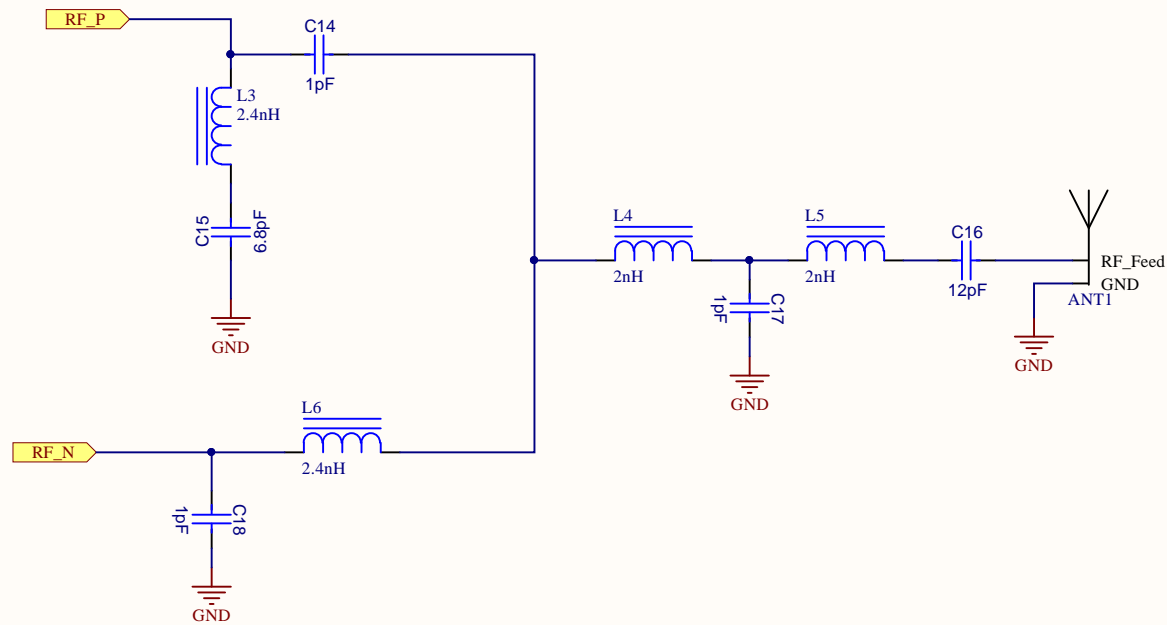 RF_P
C14
1pF
L3
2.4nH
C15
6.8pF
GND
L4
2nH
L5
2nH
C16
12pF
RF_Feed
GND
ANT1
GND
1pF
C17
GND
L6
2.4nH
RF_N
1pF
C18
GND